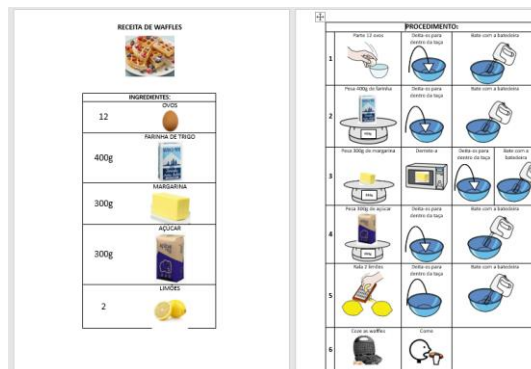 RECEITA DE WAFFLES
INGREDIENTES:
OVOS
12
FARINHA DE TRIGO
400g
MARGARINA
300g
AÇUCAR
300g
LIMÕES
2
PROCEDIMENTO:
1
Parte 12 ovos
Deita-os para dentro da taça
Bate com a batedeira
2
Pesa 400g de farinha
Deita-os para dentro da taça
Bate com a batedeira
3
Pesa 300g de margarina
Derrete-a
Deita-os para dentro da taça
Bate com a batedeira
4
Pesa 300g de açucar
Deita-os para dentro da taça
Bate com a batedeira
5
Rala 2 limões
Deita-os para dentro da taça
Bate com a batedeira
6
Coze as waffles
Come